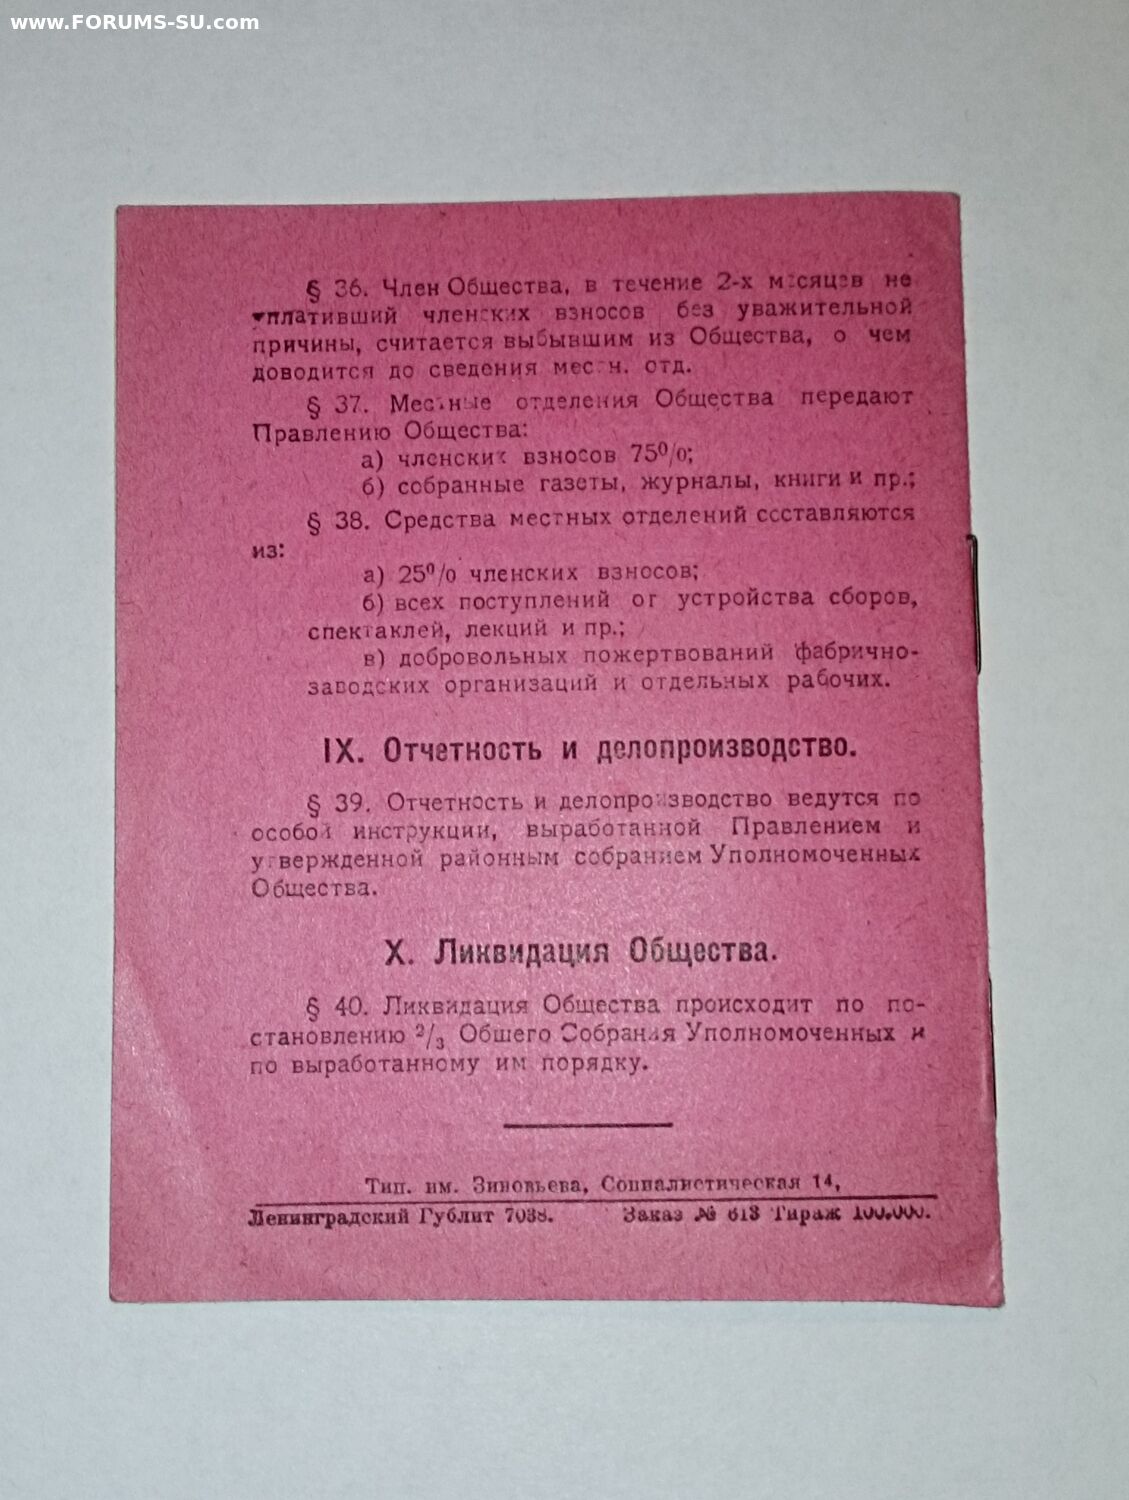 www.FORUMS-SU.com
§ 36. Член Общества, в течение 2-х месяцев не
плативший членских взносов без уважительной
причины, считается выбывшим из Общества, о чем
доводится до сведения местн. отд.
§ 37. Местные отделения Общества передают
Правлению Общества:
а) членских взносов 75%;
б) собранные газеты, журналы, книги и пр.;
§ 38. Средства местных отделений составляются
из:
а) 25% членских взносов;
б) всех поступлений от устройства сборов,
спектаклей, лекций и пр.;
в) добровольных пожертвований фабрично-
заводских организаций и отдельных рабочих.
IX. Отчетность и делопроизводство.
§ 39. Отчетность и делопроизводство ведутся по
особой инструкции, выработанной Правлением и
утвержденной районным собранием Уполномоченных
Общества.
X. Ликвидация Общества.
§ 40. Ликвидация Общества происходит по по-
становлению 2/3 Общего Собрания Уполномоченных и
по выработанному им порядку.
Тип. им. Зиновьева, Социалистическая 14,
Ленинградский Гублит 7038. Заказ № 613 Тираж 100.000.